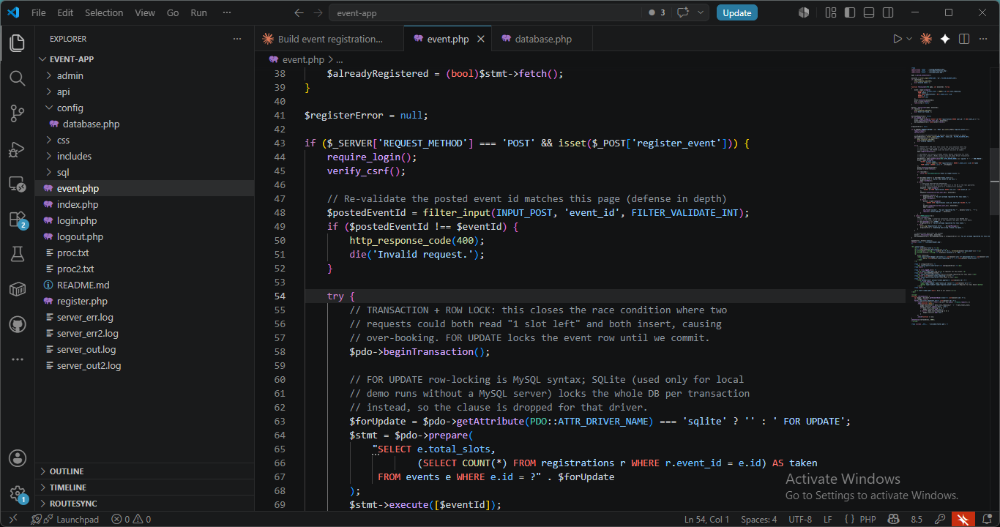 File Edit Selection View Go Run ···
event-app
3
Update
EXPLORER
Build event registration...
event.php
database.php
EVENT-APP
admin
api
config
database.php
css
includes
sql
event.php
index.php
login.php
logout.php
proc.txt
proc2.txt
README.md
register.php
server_err.log
server_err2.log
server_out.log
server_out2.log
OUTLINE
TIMELINE
ROUTESYNC
2
1
event.php > ...
38 $alreadyRegistered = (bool)$stmt->fetch();
39 }
40
41 $registerError = null;
42
43 if ($_SERVER['REQUEST_METHOD'] === 'POST' && isset($_POST['register_event'])) {
44 require_login();
45 verify_csrf();
46
47 // Re-validate the posted event id matches this page (defense in depth)
48 $postedEventId = filter_input(INPUT_POST, 'event_id', FILTER_VALIDATE_INT);
49 if ($postedEventId !== $eventId) {
50 http_response_code(400);
51 die('Invalid request.');
52 }
53
54 try {
55 // TRANSACTION + ROW LOCK: this closes the race condition where two
56 // requests could both read "1 slot left" and both insert, causing
57 // over-booking. FOR UPDATE locks the event row until we commit.
58 $pdo->beginTransaction();
59
60 // FOR UPDATE row-locking is MySQL syntax; SQLite (used only for local
61 // demo runs without a MySQL server) locks the whole DB per transaction
62 // instead, so the clause is dropped for that driver.
63 $forUpdate = $pdo->getAttribute(PDO::ATTR_DRIVER_NAME) === 'sqlite' ? '' : ' FOR UPDATE';
64 $stmt = $pdo->prepare(
65 "SELECT e.total_slots,
66 (SELECT COUNT(*) FROM registrations r WHERE r.event_id = e.id) AS taken
67 FROM events e WHERE e.id = ?" . $forUpdate
68 );
69 $stmt->execute([$eventId]);
Activate Windows
Go to Settings to activate Windows.
Launchpad
0 0
Ln 54, Col 1
Spaces: 4
UTF-8
LF
{ } PHP
8.5